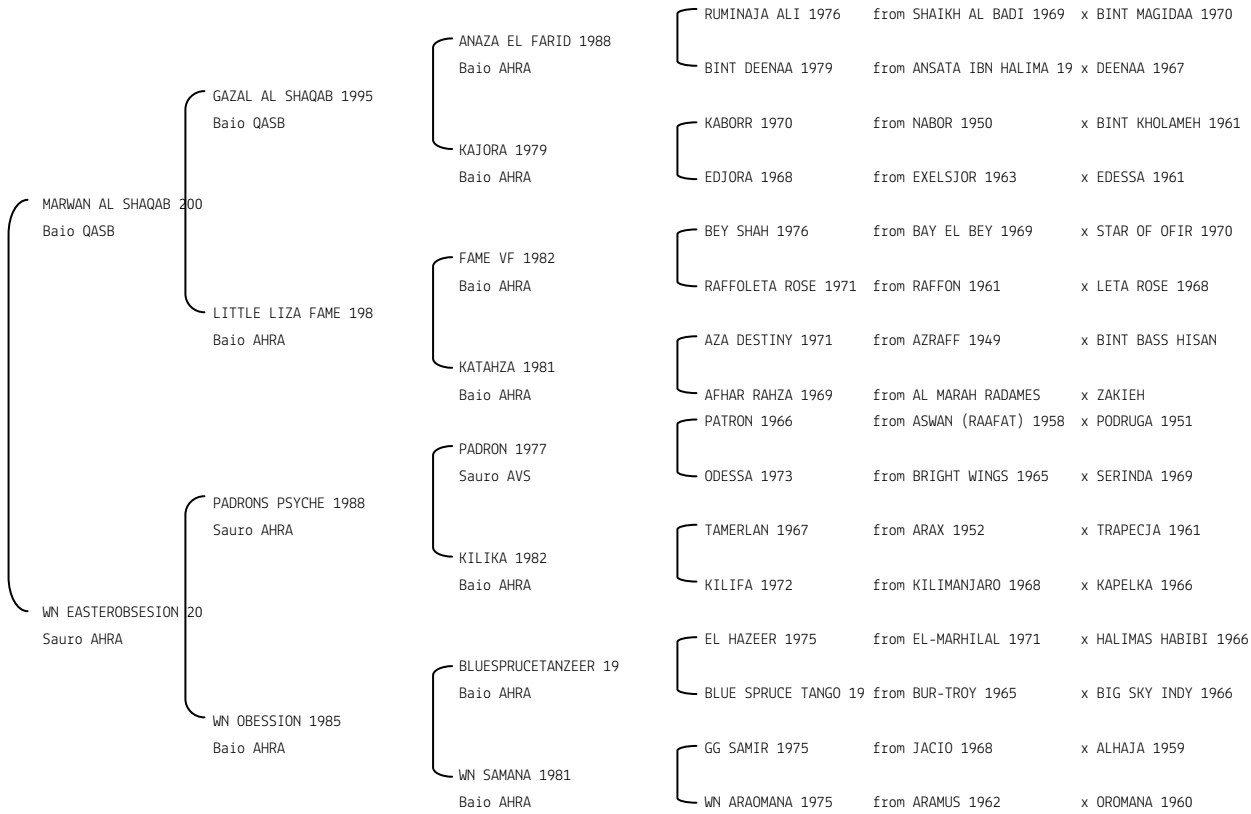 RUMINAJA ALI 1976 from SHAIKH AL BADI 1969 x BINT MAGIDAA 1970
ANAZA EL FARID 1988
Baio AHRA BINT DEENAA 1979 from ANSATA IBN HALIMA 19 x DEENAA 1967
GAZAL AL SHAQAB 1995
Baio QASB KABORR 1970 from NABOR 1950 x BINT KHOLAMEH 1961
KAJORA 1979
Baio AHRA EDJORA 1968 from EXELSJOR 1963 x EDESSA 1961
MARWAN AL SHAQAB 200
Baio QASB BEY SHAH 1976 from BAY EL BEY 1969 x STAR OF OFIR 1970
FAME VF 1982
Baio AHRA RAFFOLETA ROSE 1971 from RAFFON 1961 x LETA ROSE 1968
LITTLE LIZA FAME 198
Baio AHRA AZA DESTINY 1971 from AZRAFF 1949 x BINT BASS HISAN
KATAHZA 1981
Baio AHRA AFHAR RAHZA 1969 from AL MARAH RADAMES x ZAKIEH
PATRON 1966 from ASWAN (RAAFAT) 1958 x PODRUGA 1951
PADRON 1977
Sauro AVS ODESSA 1973 from BRIGHT WINGS 1965 x SERINDA 1969
PADRONS PSYCHE 1988
Sauro AHRA TAMERLAN 1967 from ARAX 1952 x TRAPECJA 1961
KILIKA 1982
Baio AHRA KILIFA 1972 from KILIMANJARO 1968 x KAPELKA 1966
WN EASTEROBSESION 20
Sauro AHRA EL HAZEER 1975 from EL-MARHILAL 1971 x HALIMAS HABIBI 1966
BLUESPRUCETANZEER 19
Baio AHRA BLUE SPRUCE TANGO 19 from BUR-TROY 1965 x BIG SKY INDY 1966
WN OBESSION 1985
Baio AHRA GG SAMIR 1975 from JACIO 1968 x ALHAJA 1959
WN SAMANA 1981
Baio AHRA WN ARAOMANA 1975 from ARAMUS 1962 x OROMANA 1960